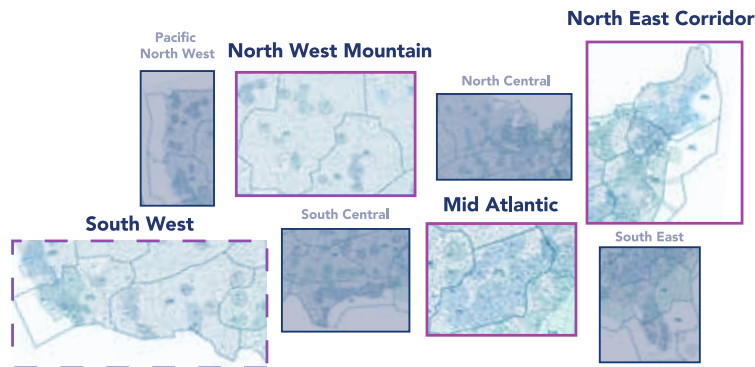 North East Corridor
Pacific
North West
North West Mountain
North Central
South West
South Central
Mid Atlantic
South East